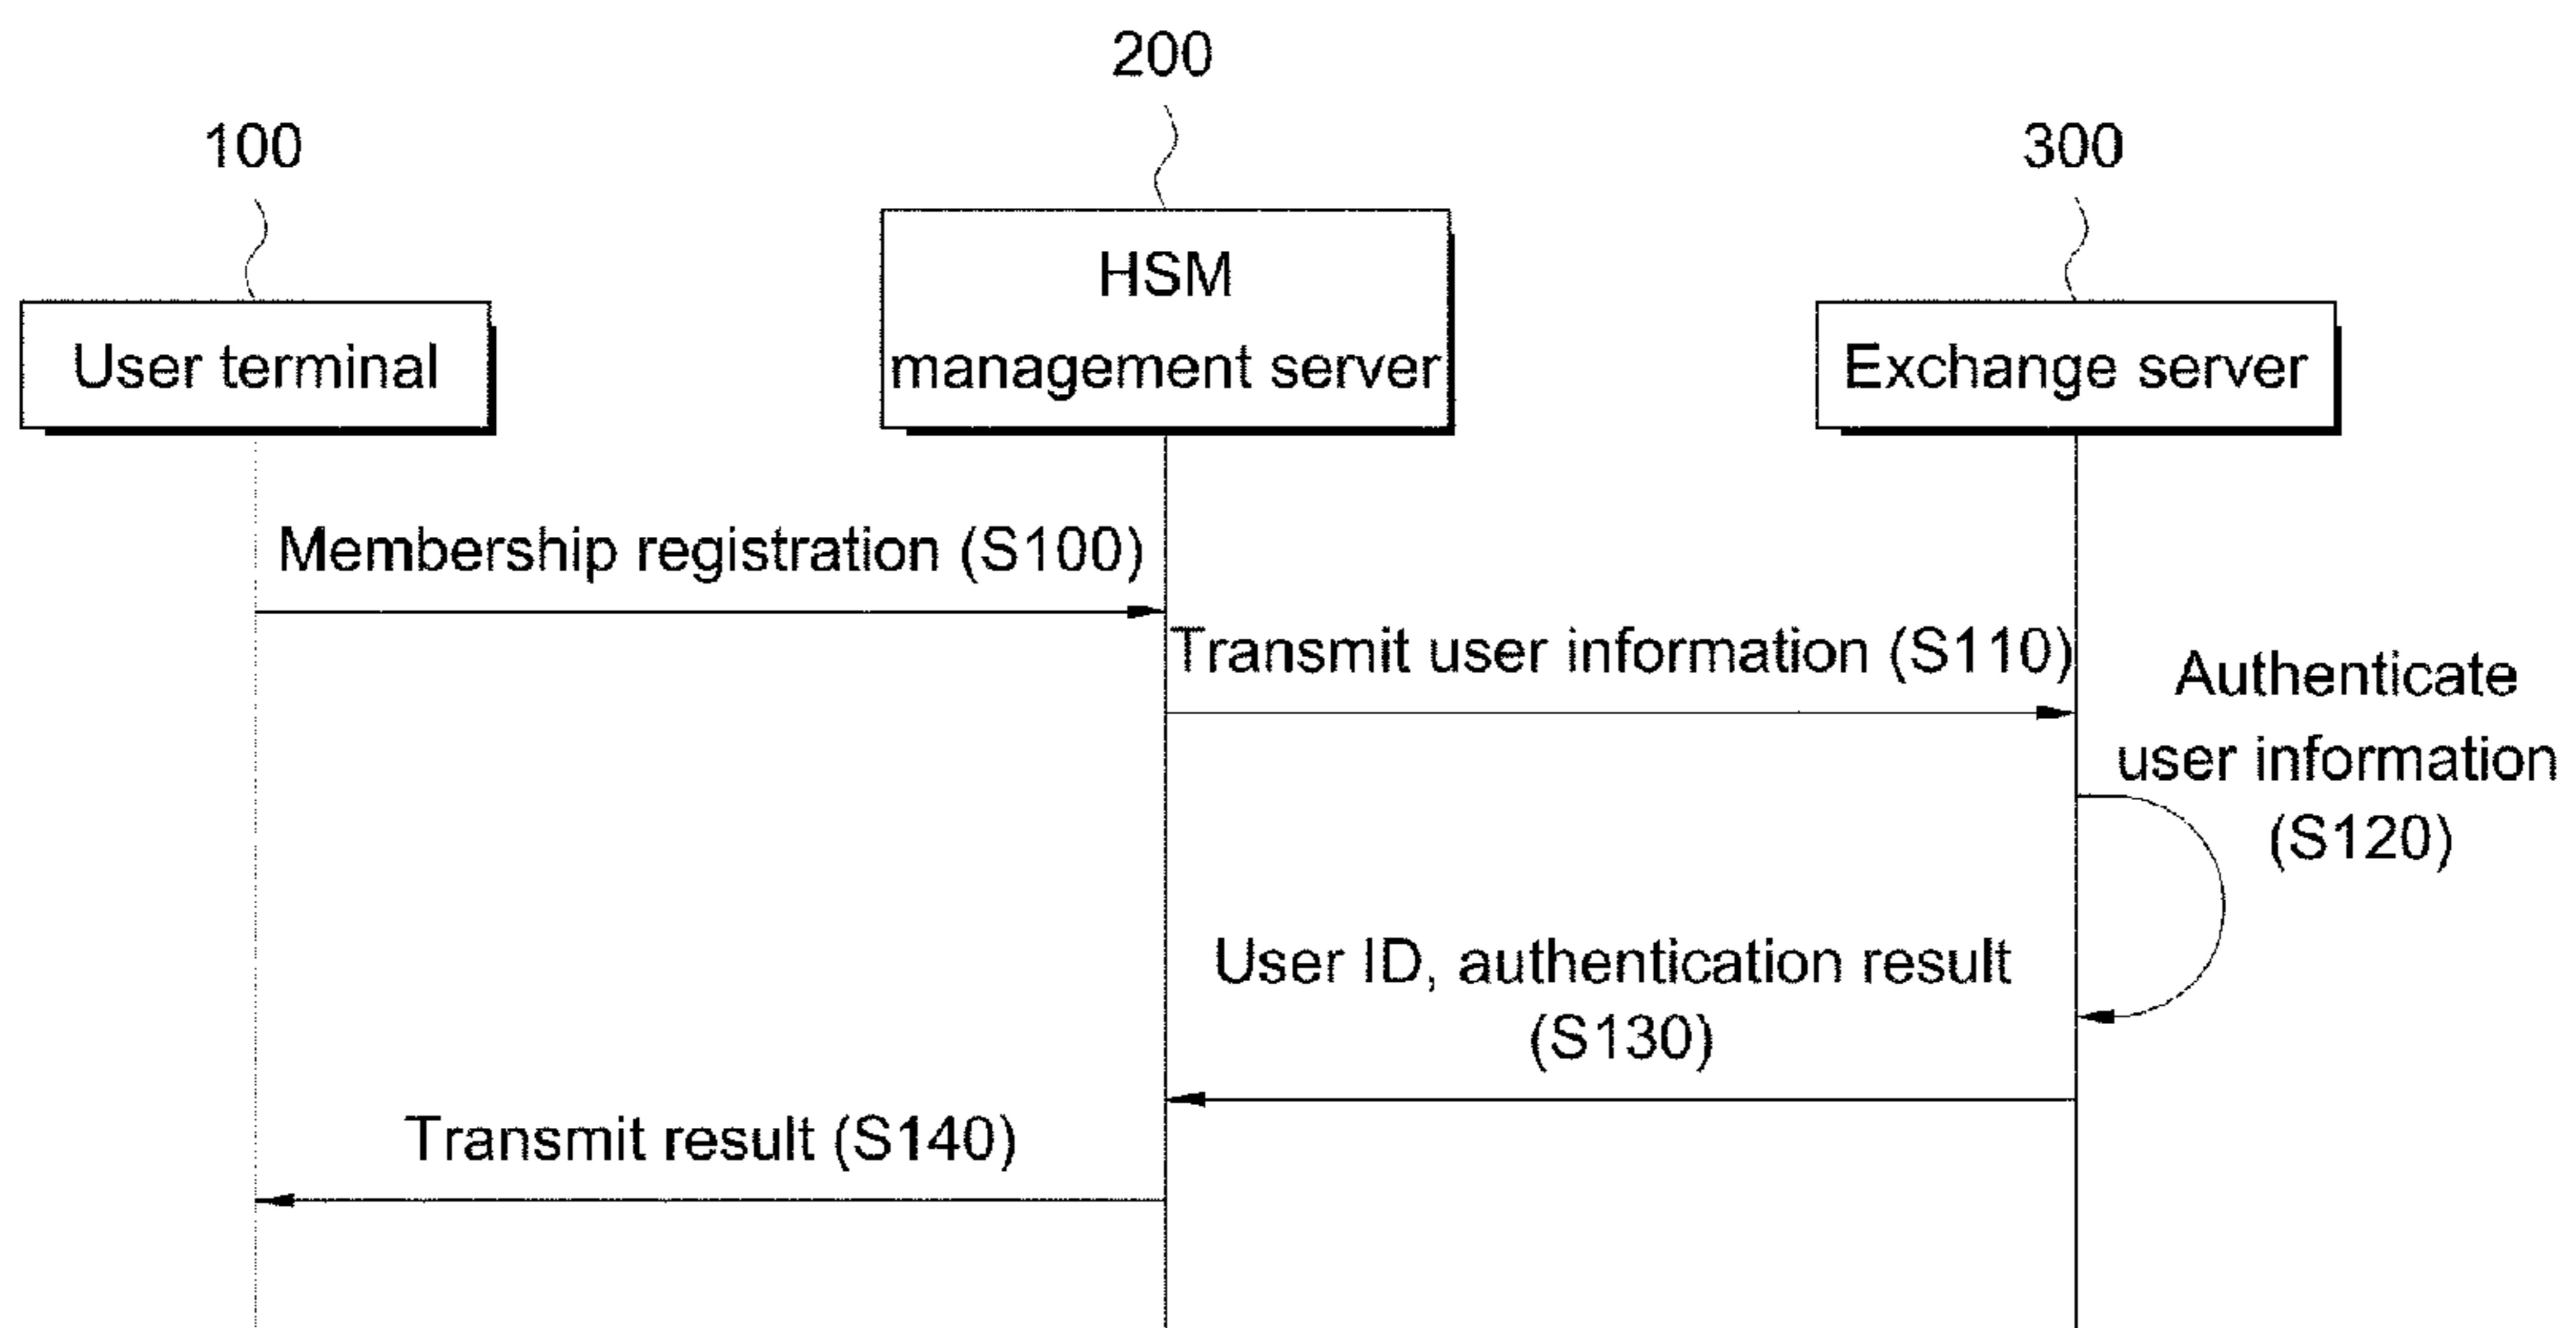 200
100
300
HSM
management server
User terminal
Exchange server
Membership registration (S100)
Transmit user information (S110)
Authenticate
user information
(S120)
User ID, authentication result
(S130)
Transmit result (S140)